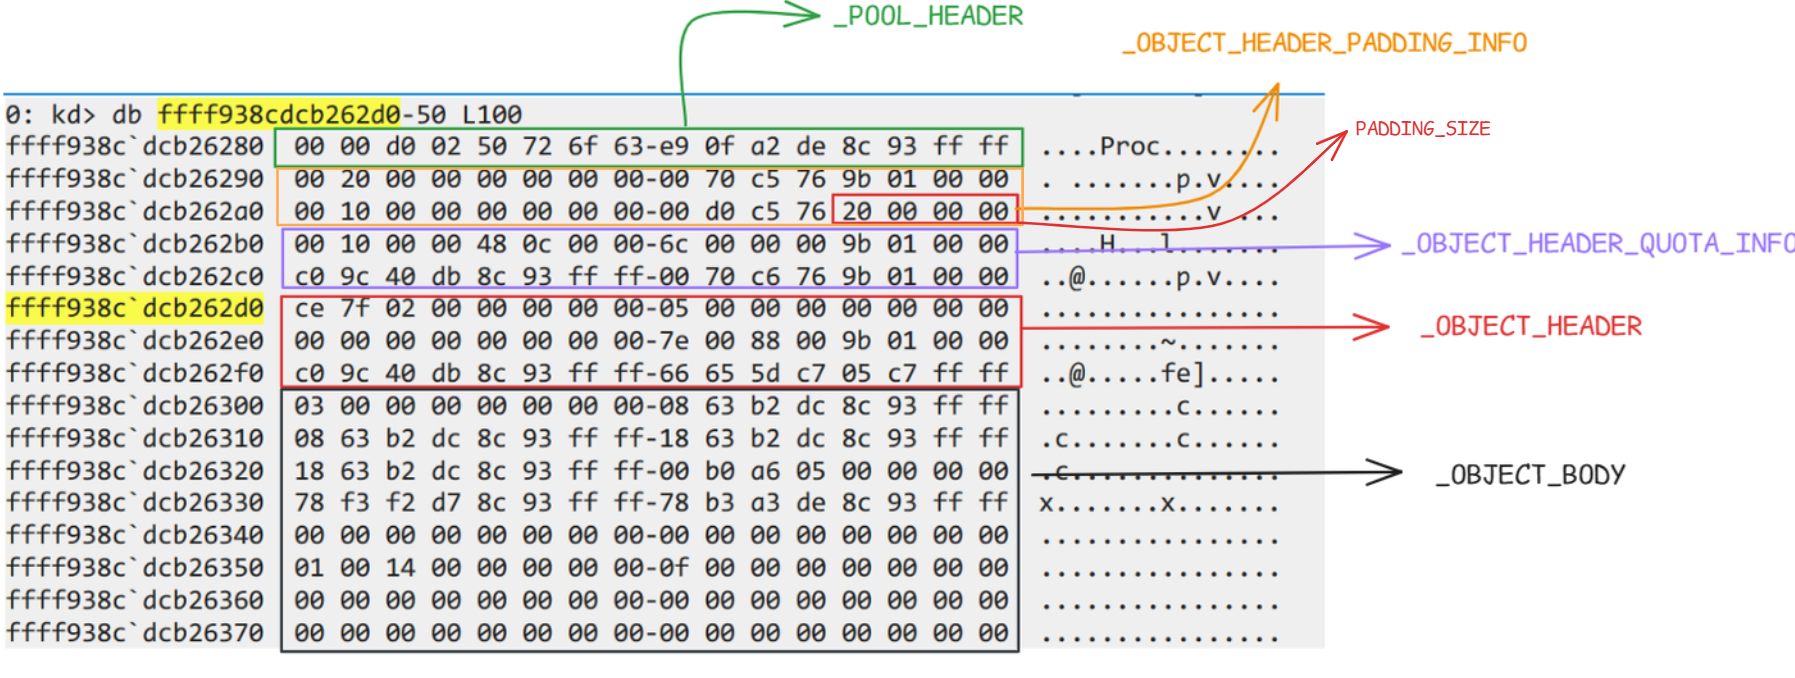 _POOL_HEADER
_OBJECT_HEADER_PADDING_INFO
0: kd> db ffff938cdcb262d0-50 L100
PADDING_SIZE
ffff938c`dcb26280 00 00 d0 02 50 72 6f 63-e9 0f a2 de 8c 93 ff ff ....Proc........
ffff938c`dcb26290 00 20 00 00 00 00 00 00-00 70 c5 76 9b 01 00 00 . .......p.v....
ffff938c`dcb262a0 00 10 00 00 00 00 00 00-00 d0 c5 76 20 00 00 00 ...........v ...
ffff938c`dcb262b0 00 10 00 00 48 0c 00 00-6c 00 00 00 9b 01 00 00 ....H...l.......
_OBJECT_HEADER_QUOTA_INFO
ffff938c`dcb262c0 c0 9c 40 db 8c 93 ff ff-00 70 c6 76 9b 01 00 00 ..@......p.v....
ffff938c`dcb262d0 ce 7f 02 00 00 00 00 00-05 00 00 00 00 00 00 00 ................
_OBJECT_HEADER
ffff938c`dcb262e0 00 00 00 00 00 00 00 00-7e 00 88 00 9b 01 00 00 ........~.......
ffff938c`dcb262f0 c0 9c 40 db 8c 93 ff ff-66 65 5d c7 05 c7 ff ff ..@.....fe].....
ffff938c`dcb26300 03 00 00 00 00 00 00 00-08 63 b2 dc 8c 93 ff ff .........c......
ffff938c`dcb26310 08 63 b2 dc 8c 93 ff ff-18 63 b2 dc 8c 93 ff ff .c.......c......
ffff938c`dcb26320 18 63 b2 dc 8c 93 ff ff-00 b0 a6 05 00 00 00 00 .c..............
_OBJECT_BODY
ffff938c`dcb26330 78 f3 f2 d7 8c 93 ff ff-78 b3 a3 de 8c 93 ff ff x.......x.......
ffff938c`dcb26340 00 00 00 00 00 00 00 00-00 00 00 00 00 00 00 00 ................
ffff938c`dcb26350 01 00 14 00 00 00 00 00-0f 00 00 00 00 00 00 00 ................
ffff938c`dcb26360 00 00 00 00 00 00 00 00-00 00 00 00 00 00 00 00 ................
ffff938c`dcb26370 00 00 00 00 00 00 00 00-00 00 00 00 00 00 00 00 ................